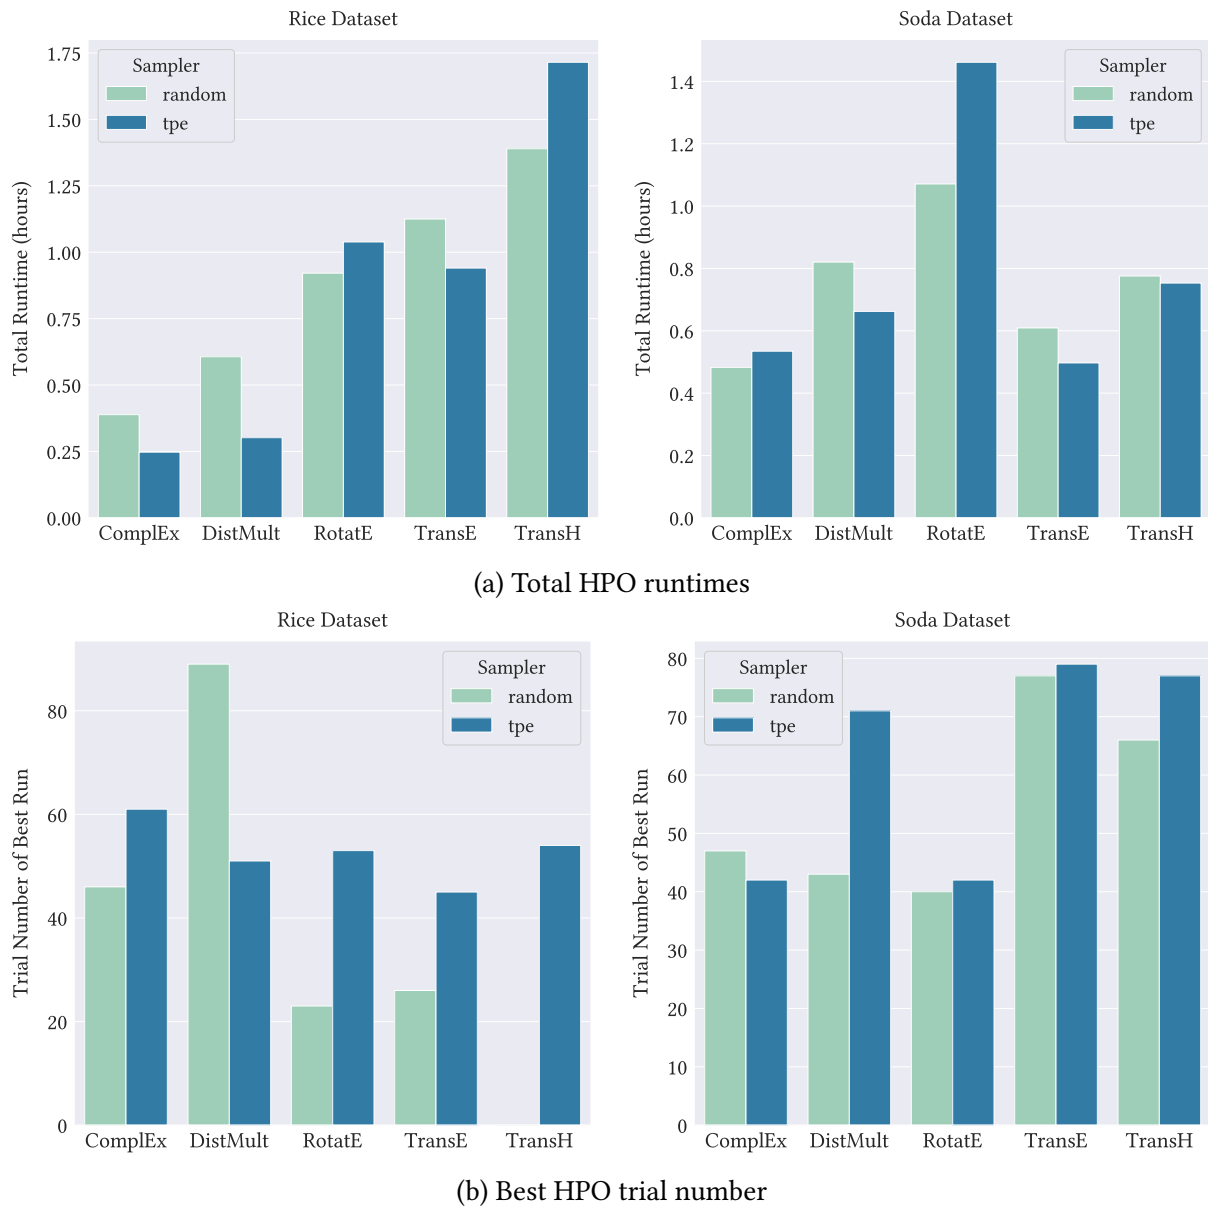 Rice Dataset
Total Runtime (hours)
1.75
1.50
1.25
1.00
0.75
0.50
0.25
0.00
Sampler
random
tpe
ComplEx DistMult RotatE TransE TransH
Soda Dataset
Total Runtime (hours)
1.4
1.2
1.0
0.8
0.6
0.4
0.2
0.0
Sampler
random
tpe
ComplEx DistMult RotatE TransE TransH
(a) Total HPO runtimes
Rice Dataset
Trial Number of Best Run
80
60
40
20
0
Sampler
random
tpe
ComplEx DistMult RotatE TransE TransH
Soda Dataset
Trial Number of Best Run
80
70
60
50
40
30
20
10
0
Sampler
random
tpe
ComplEx DistMult RotatE TransE TransH
(b) Best HPO trial number